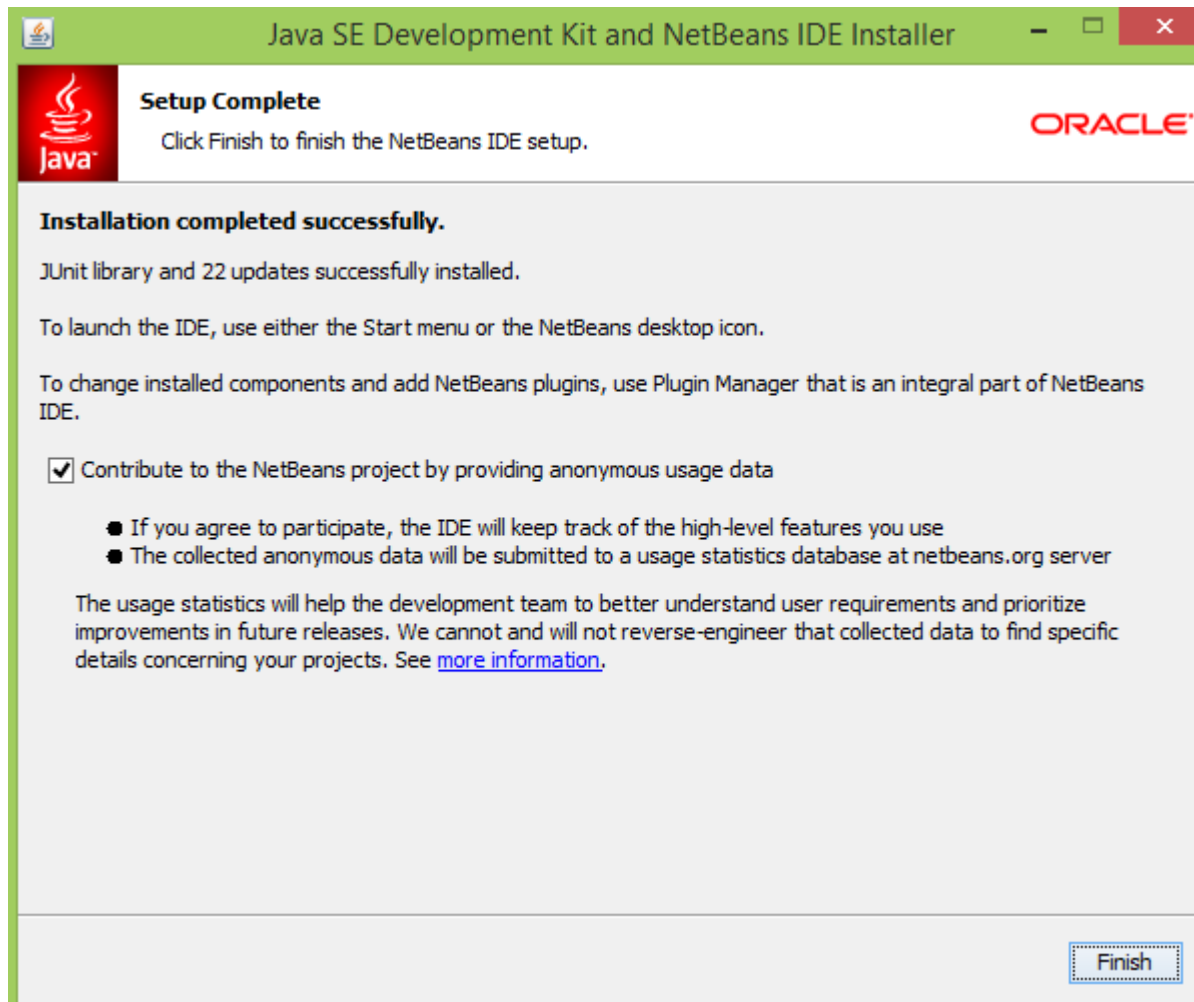 Java SE Development Kit and NetBeans IDE Installer
Java™
Setup Complete
Click Finish to finish the NetBeans IDE setup.
ORACLE
Installation completed successfully.
JUnit library and 22 updates successfully installed.
To launch the IDE, use either the Start menu or the NetBeans desktop icon.
To change installed components and add NetBeans plugins, use Plugin Manager that is an integral part of NetBeans
IDE.
Contribute to the NetBeans project by providing anonymous usage data
If you agree to participate, the IDE will keep track of the high-level features you use
The collected anonymous data will be submitted to a usage statistics database at netbeans.org server
The usage statistics will help the development team to better understand user requirements and prioritize
improvements in future releases. We cannot and will not reverse-engineer that collected data to find specific
details concerning your projects. See more information.
Finish